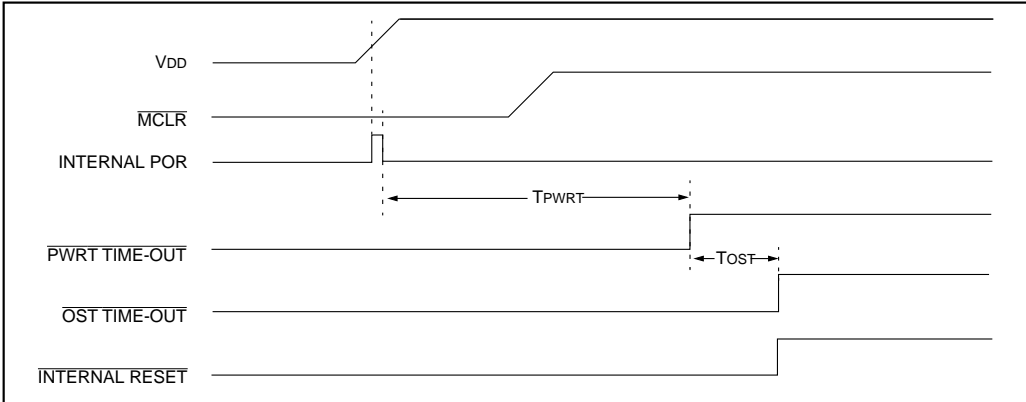 VDD
MCLR
INTERNAL POR
TPWRT
PWRT TIME-OUT
TOST
OST TIME-OUT
INTERNAL RESET